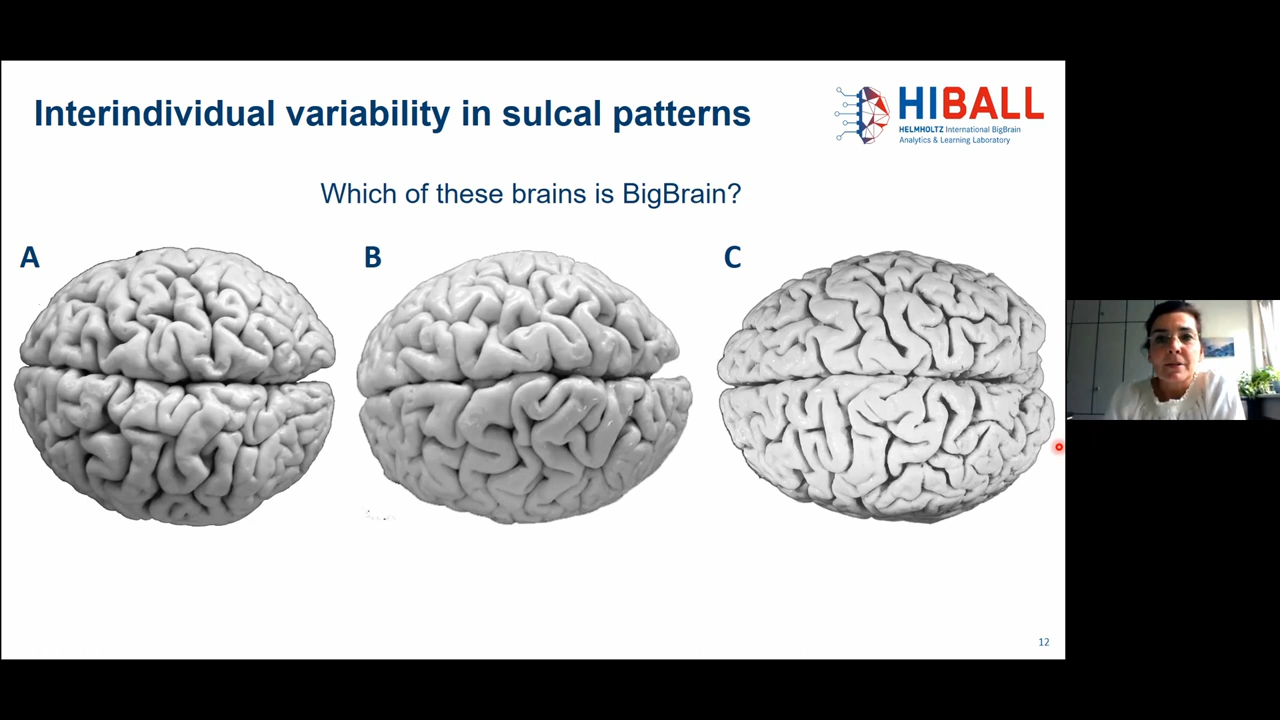 Interindividual variability in sulcal patterns
HIBALL
HELMHOLTZ International BigBrain
Analytics & Learning Laboratory
Which of these brains is BigBrain?
A
B
C
12